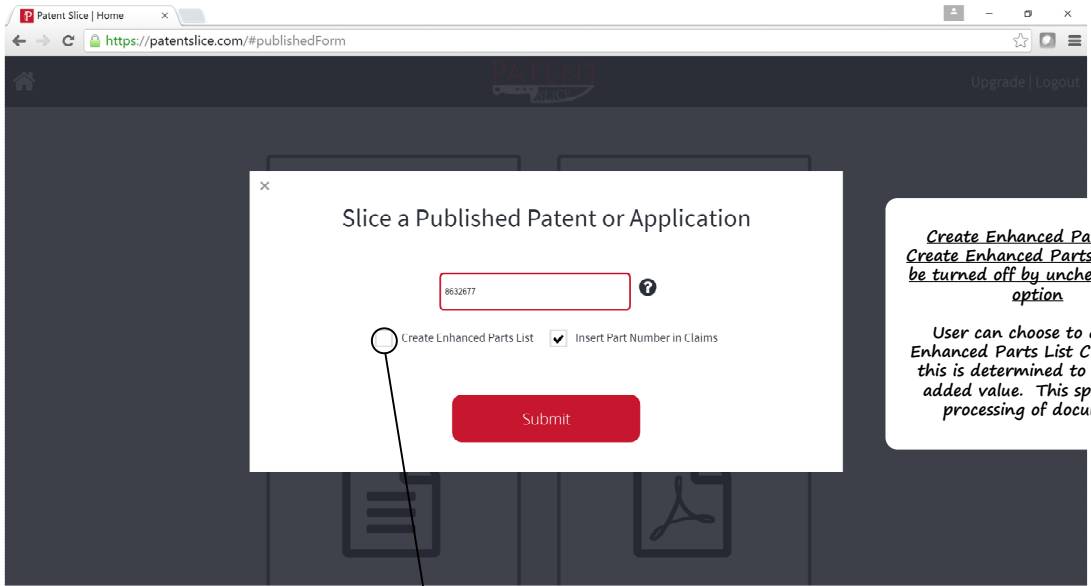 Patent Slice | Home
https://patentslice.com/#publishedForm
PATENT
SLICE
Upgrade | Logout
Slice a Published Patent or Application
8632677
Create Enhanced Parts List
Insert Part Number in Claims
Submit
Create Enhanced Pa
Create Enhanced Parts
be turned off by unche
option
User can choose to
Enhanced Parts List C
this is determined to
added value. This sp
processing of docu